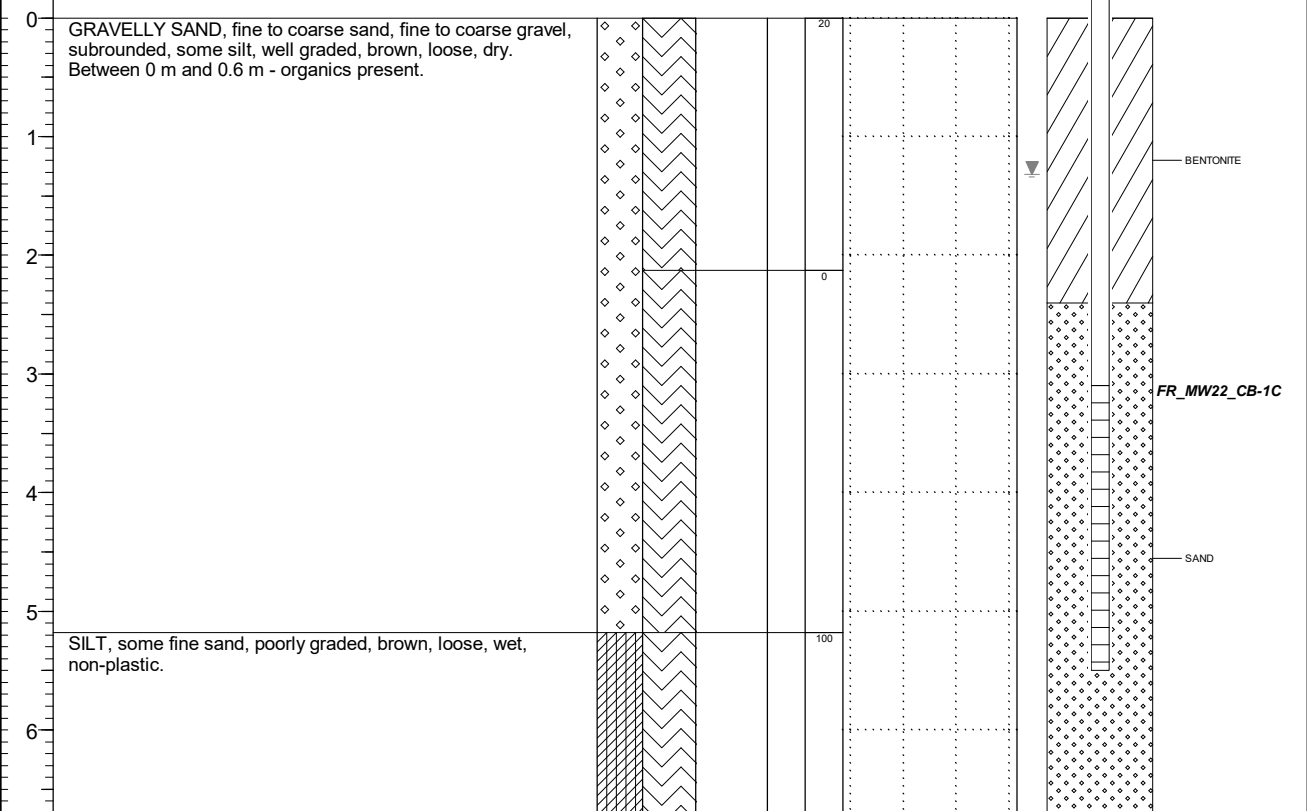 0
GRAVELLY SAND, fine to coarse sand, fine to coarse gravel,
subrounded, some silt, well graded, brown, loose, dry.
Between 0 m and 0.6 m - organics present.
20
1
BENTONITE
2
0
3
FR_MW22_CB-1C
4
SAND
5
SILT, some fine sand, poorly graded, brown, loose, wet,
non-plastic.
100
6